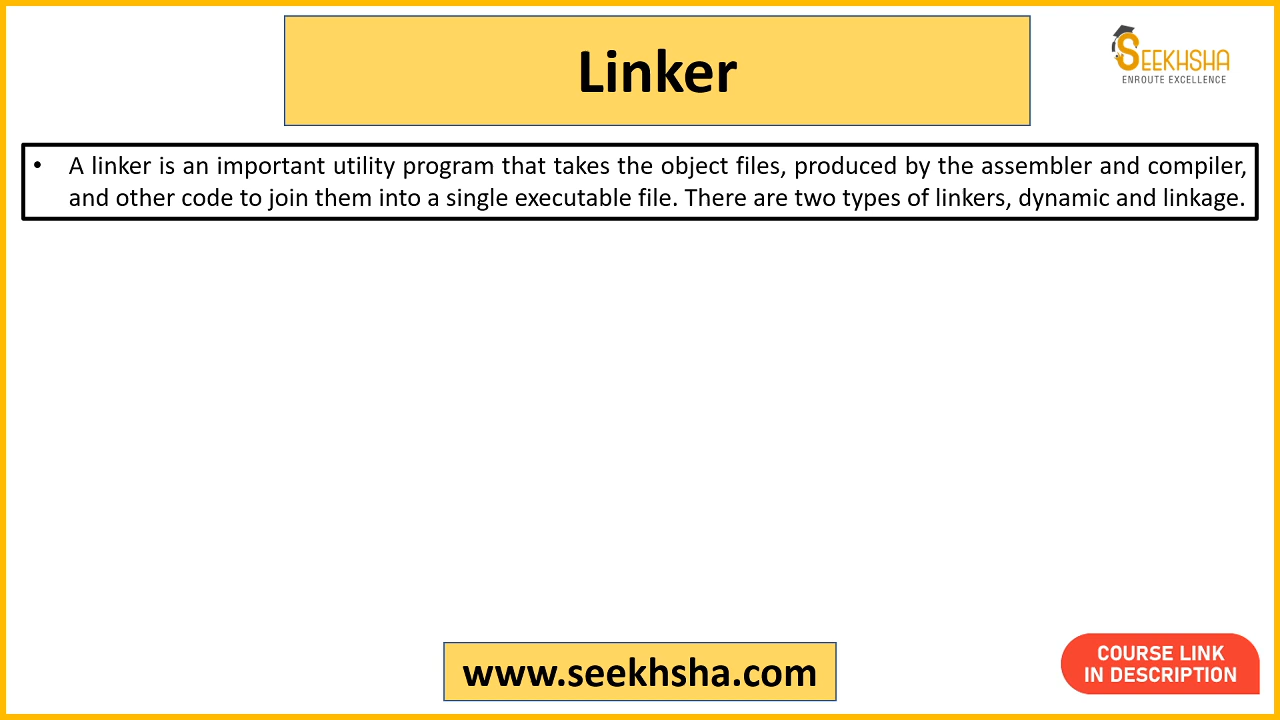 Linker
SEEKHSHA
ENROUTE EXCELLENCE
• A linker is an important utility program that takes the object files, produced by the assembler and compiler,
and other code to join them into a single executable file. There are two types of linkers, dynamic and linkage.
www.seekhsha.com
COURSE LINK
IN DESCRIPTION